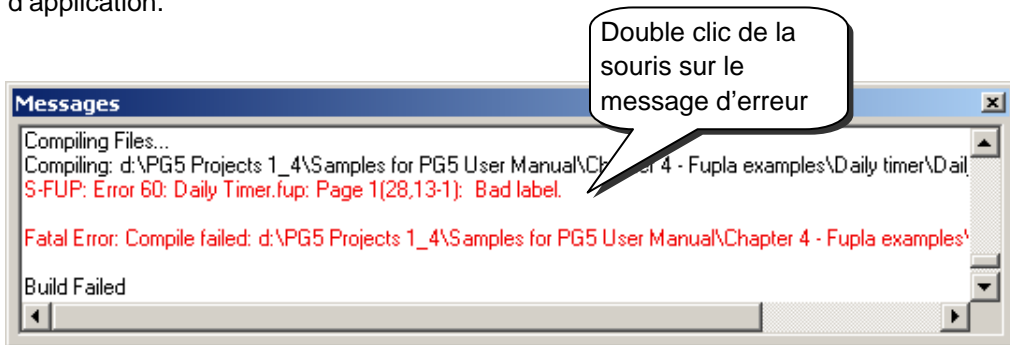 d'application.
Double clic de la
souris sur le
message d'erreur
Messages
Compiling Files...
Compiling: d:\PG5 Projects 1_4\Samples for PG5 User Manual\Chapter 4 - Fupla examples\Daily timer\Dail
S-FUP: Error 60: Daily Timer.fup: Page 1(28,13-1): Bad label.
Fatal Error: Compile failed: d:\PG5 Projects 1_4\Samples for PG5 User Manual\Chapter 4 - Fupla examples\
Build Failed